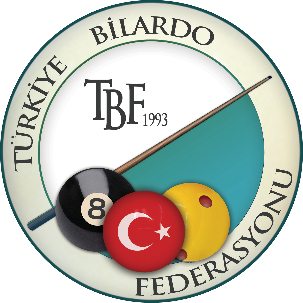 TÜRKİYE BİLARDO
FEDERASYONU
TBF 1993
8